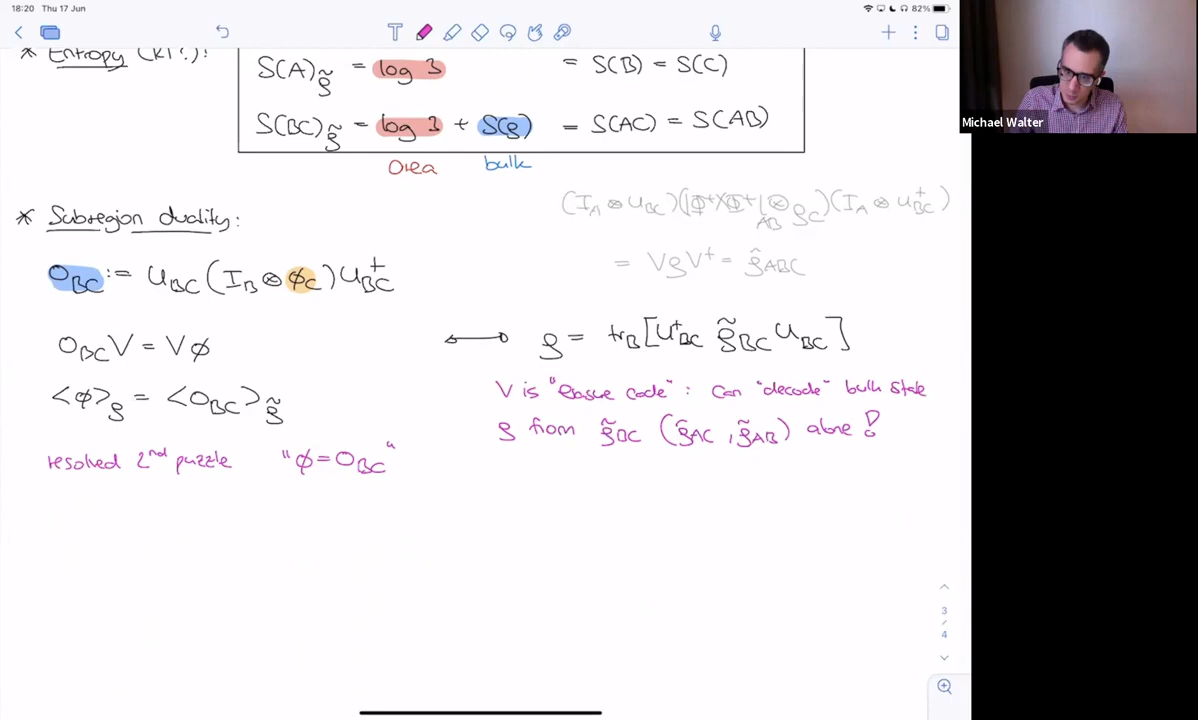 18:20 Thu 17 Jun
82%
* Entropy (RT?):
S(A)_ρ̃ = log 3 = S(B) = S(C)
S(BC)_ρ̃ = log 3 + S(ρ) = S(AC) = S(AB)
area bulk
* Subregion duality:
(I_A ⊗ U_BC)(|Φ⁺⟩⟨Φ⁺|_AB ⊗ ρ_C)(I_A ⊗ U_BC†)
= VρV† = ρ̃_ABC
O_BC := U_BC (I_B ⊗ ϕ_C) U_BC†
O_BC V = V ϕ
⟷ ρ = tr_B [U†_BC ρ̃_BC U_BC]
⟨ϕ⟩_ρ = ⟨O_BC⟩_ρ̃
V is "erasure code": Can "decode" bulk state
ρ from ρ̃_BC (ρ̃_AC, ρ̃_AB) alone!
resolved 2nd puzzle "ϕ = O_BC"
3
/
4
Michael Walter